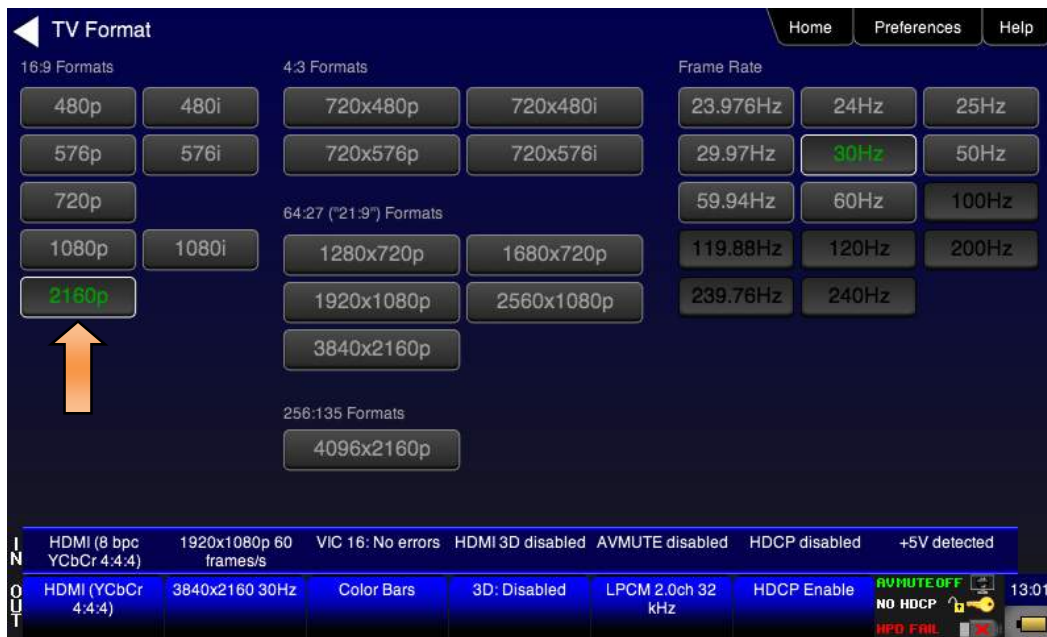 TV Format
Home Preferences Help
16:9 Formats
480p 480i
576p 576i
720p
1080p 1080i
2160p
4:3 Formats
720x480p 720x480i
720x576p 720x576i
64:27 ("21:9") Formats
1280x720p 1680x720p
1920x1080p 2560x1080p
3840x2160p
256:135 Formats
4096x2160p
Frame Rate
23.976Hz 24Hz 25Hz
29.97Hz 30Hz 50Hz
59.94Hz 60Hz 100Hz
119.88Hz 120Hz 200Hz
239.76Hz 240Hz
IN
HDMI (8 bpc
YCbCr 4:4:4)
1920x1080p 60
frames/s
VIC 16: No errors
HDMI 3D disabled
AVMUTE disabled
HDCP disabled
+5V detected
OUT
HDMI (YCbCr
4:4:4)
3840x2160 30Hz
Color Bars
3D: Disabled
LPCM 2.0ch 32
kHz
HDCP Enable
AVMUTE OFF
NO HDCP
HPD FAIL
13:01